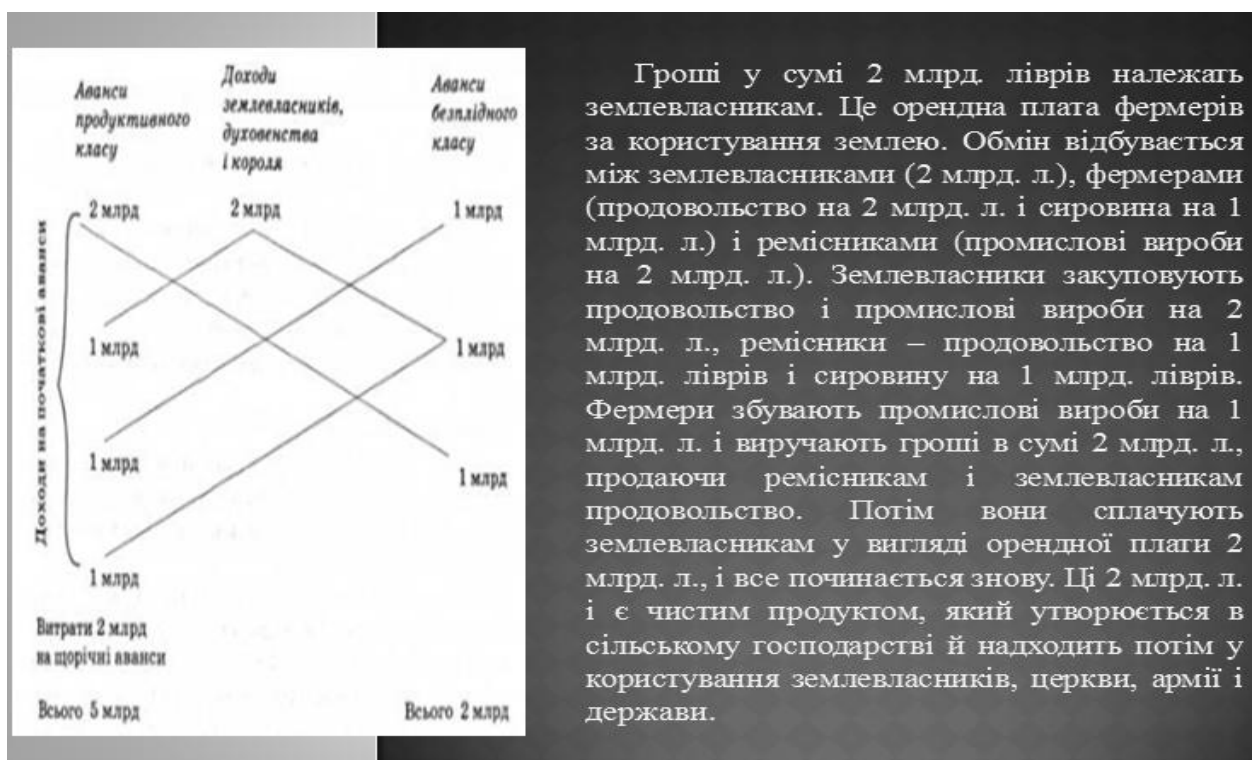 Аванси
продуктивного
класу
Доходи
землевласників,
духовенства
і короля
Аванси
безплідного
класу
2 млрд
2 млрд
1 млрд
Доходи на початкові аванси
1 млрд
1 млрд
1 млрд
1 млрд
1 млрд
Витрати 2 млрд
на щорічні аванси
Всього 5 млрд
Всього 2 млрд
Гроші у сумі 2 млрд. ліврів належать
землевласникам. Це орендна плата фермерів
за користування землею. Обмін відбувається
між землевласниками (2 млрд. л.), фермерами
(продовольство на 2 млрд. л. і сировина на 1
млрд. л.) і ремісниками (промислові вироби
на 2 млрд. л.). Землевласники закуповують
продовольство і промислові вироби на 2
млрд. л., ремісники – продовольство на 1
млрд. ліврів і сировину на 1 млрд. ліврів.
Фермери збувають промислові вироби на 1
млрд. л. і виручають гроші в сумі 2 млрд. л.,
продаючи ремісникам і землевласникам
продовольство. Потім вони сплачують
землевласникам у вигляді орендної плати 2
млрд. л., і все починається знову. Ці 2 млрд. л.
і є чистим продуктом, який утворюється в
сільському господарстві й надходить потім у
користування землевласників, церкви, армії і
держави.